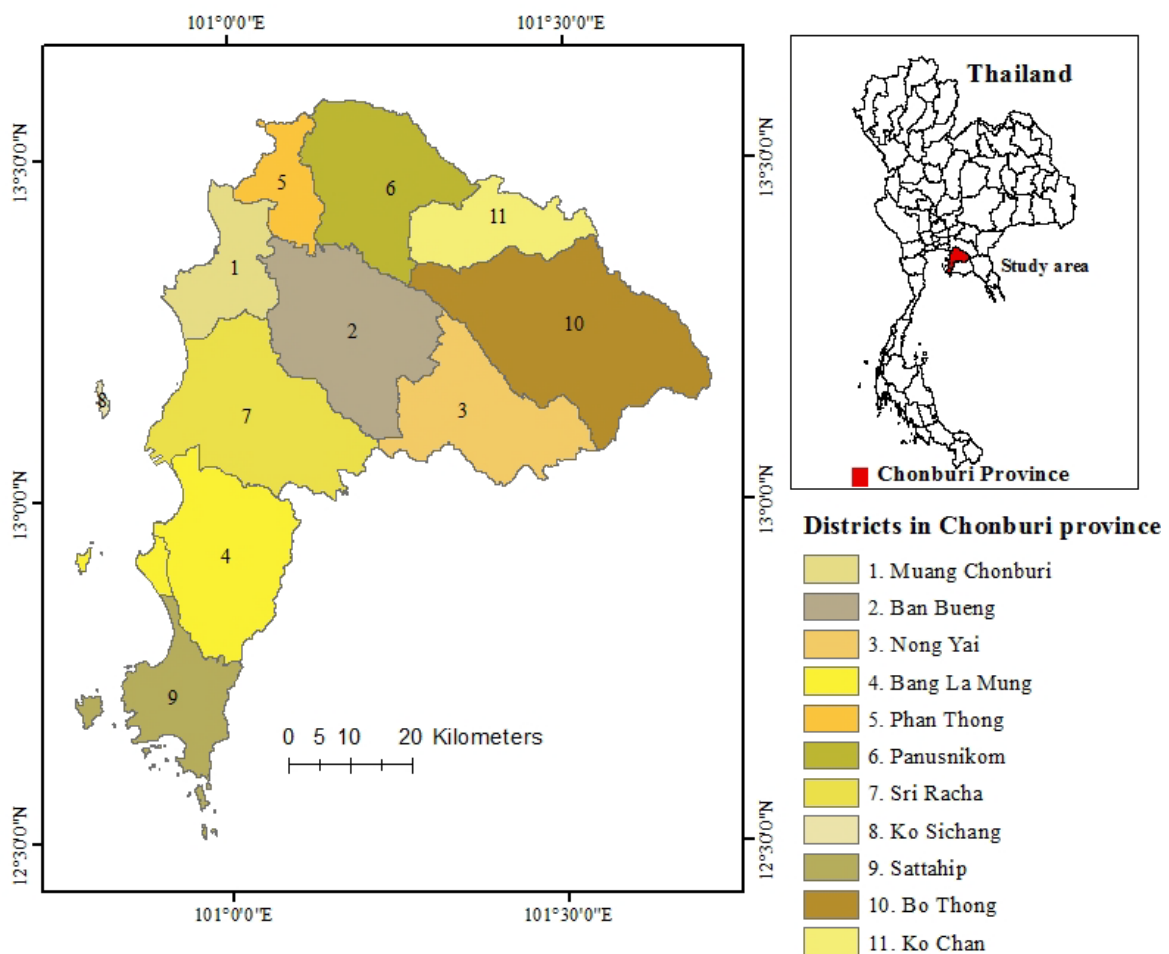 101°0'0"E
101°30'0"E
13°30'0"N
13°30'0"N
13°0'0"N
13°0'0"N
12°30'0"N
12°30'0"N
101°0'0"E
101°30'0"E
5
6
11
1
2
10
8
7
3
4
9
0 5 10 20 Kilometers
Thailand
Study area
Chonburi Province
Districts in Chonburi province
1. Muang Chonburi
2. Ban Bueng
3. Nong Yai
4. Bang La Mung
5. Phan Thong
6. Panusnikom
7. Sri Racha
8. Ko Sichang
9. Sattahip
10. Bo Thong
11. Ko Chan